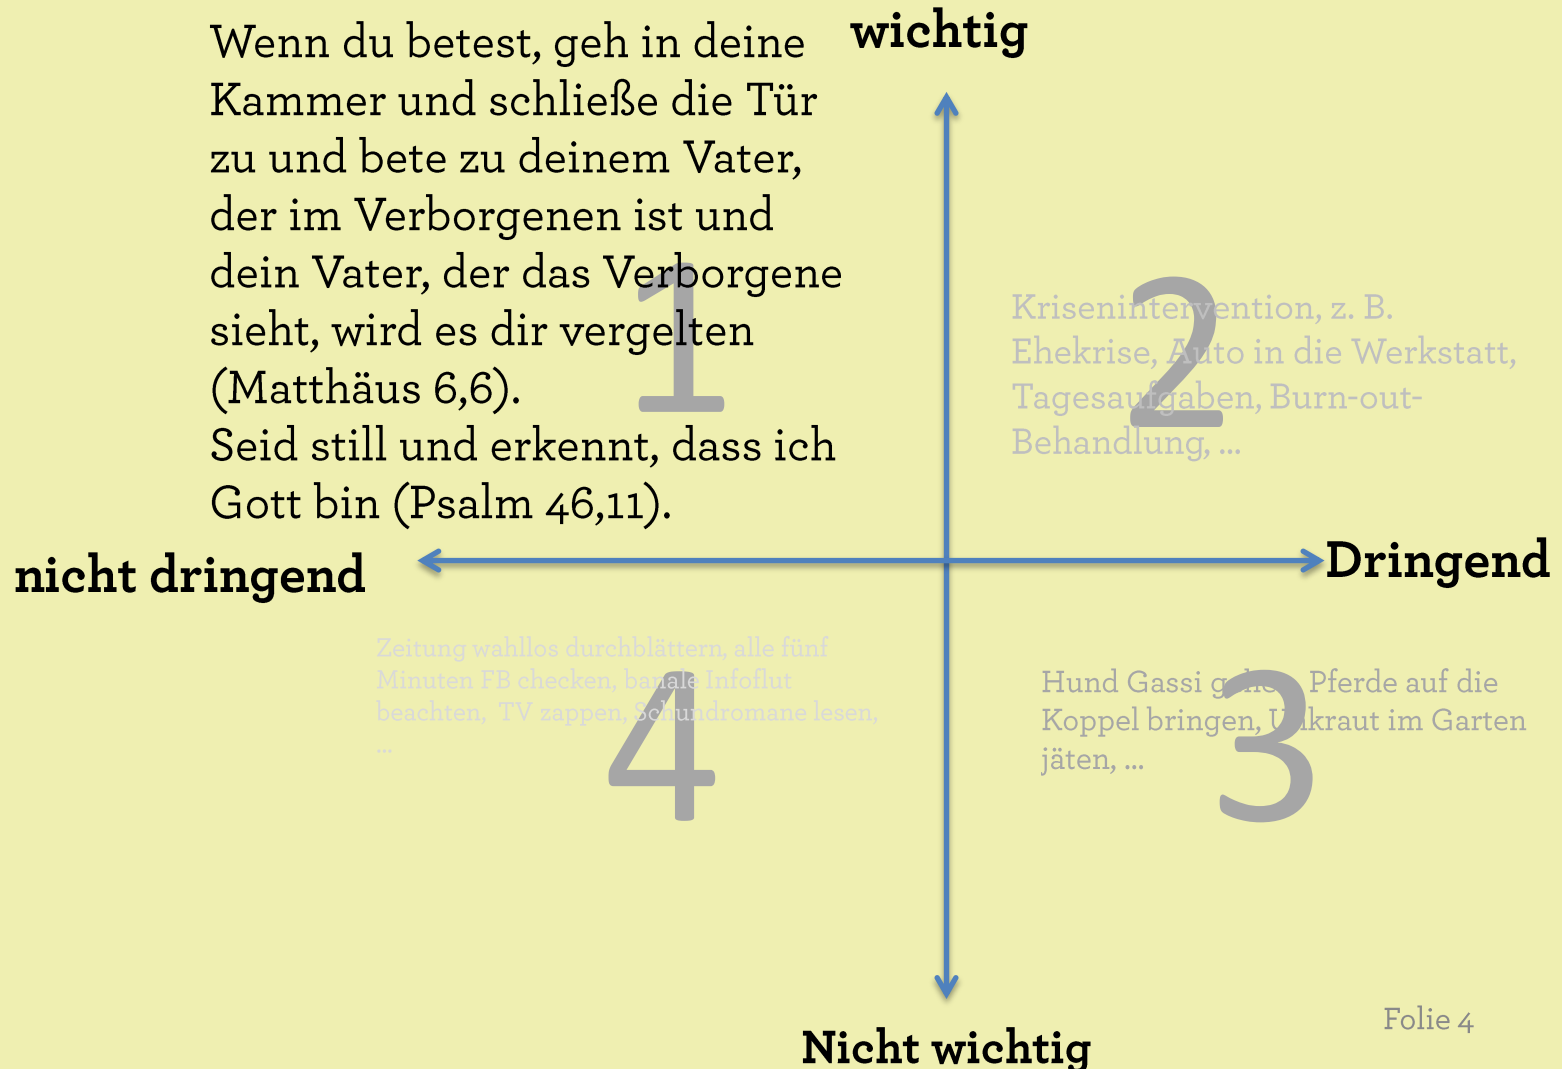 wichtig
Wenn du betest, geh in deine
Kammer und schließe die Tür
zu und bete zu deinem Vater,
der im Verborgenen ist und
dein Vater, der das Verborgene
sieht, wird es dir vergelten
(Matthäus 6,6).
Seid still und erkennt, dass ich
Gott bin (Psalm 46,11).
1
Krisenintervention, z. B.
Ehekrise, Auto in die Werkstatt,
Tagesaufgaben, Burn-out-
Behandlung, ...
2
nicht dringend
Dringend
Zeitung wahllos durchblättern, alle fünf
Minuten FB checken, banale Infoflut
beachten, TV zappen, Schundromane lesen,
...
4
Hund Gassi gehen, Pferde auf die
Koppel bringen, Unkraut im Garten
jäten, ...
3
Folie 4
Nicht wichtig